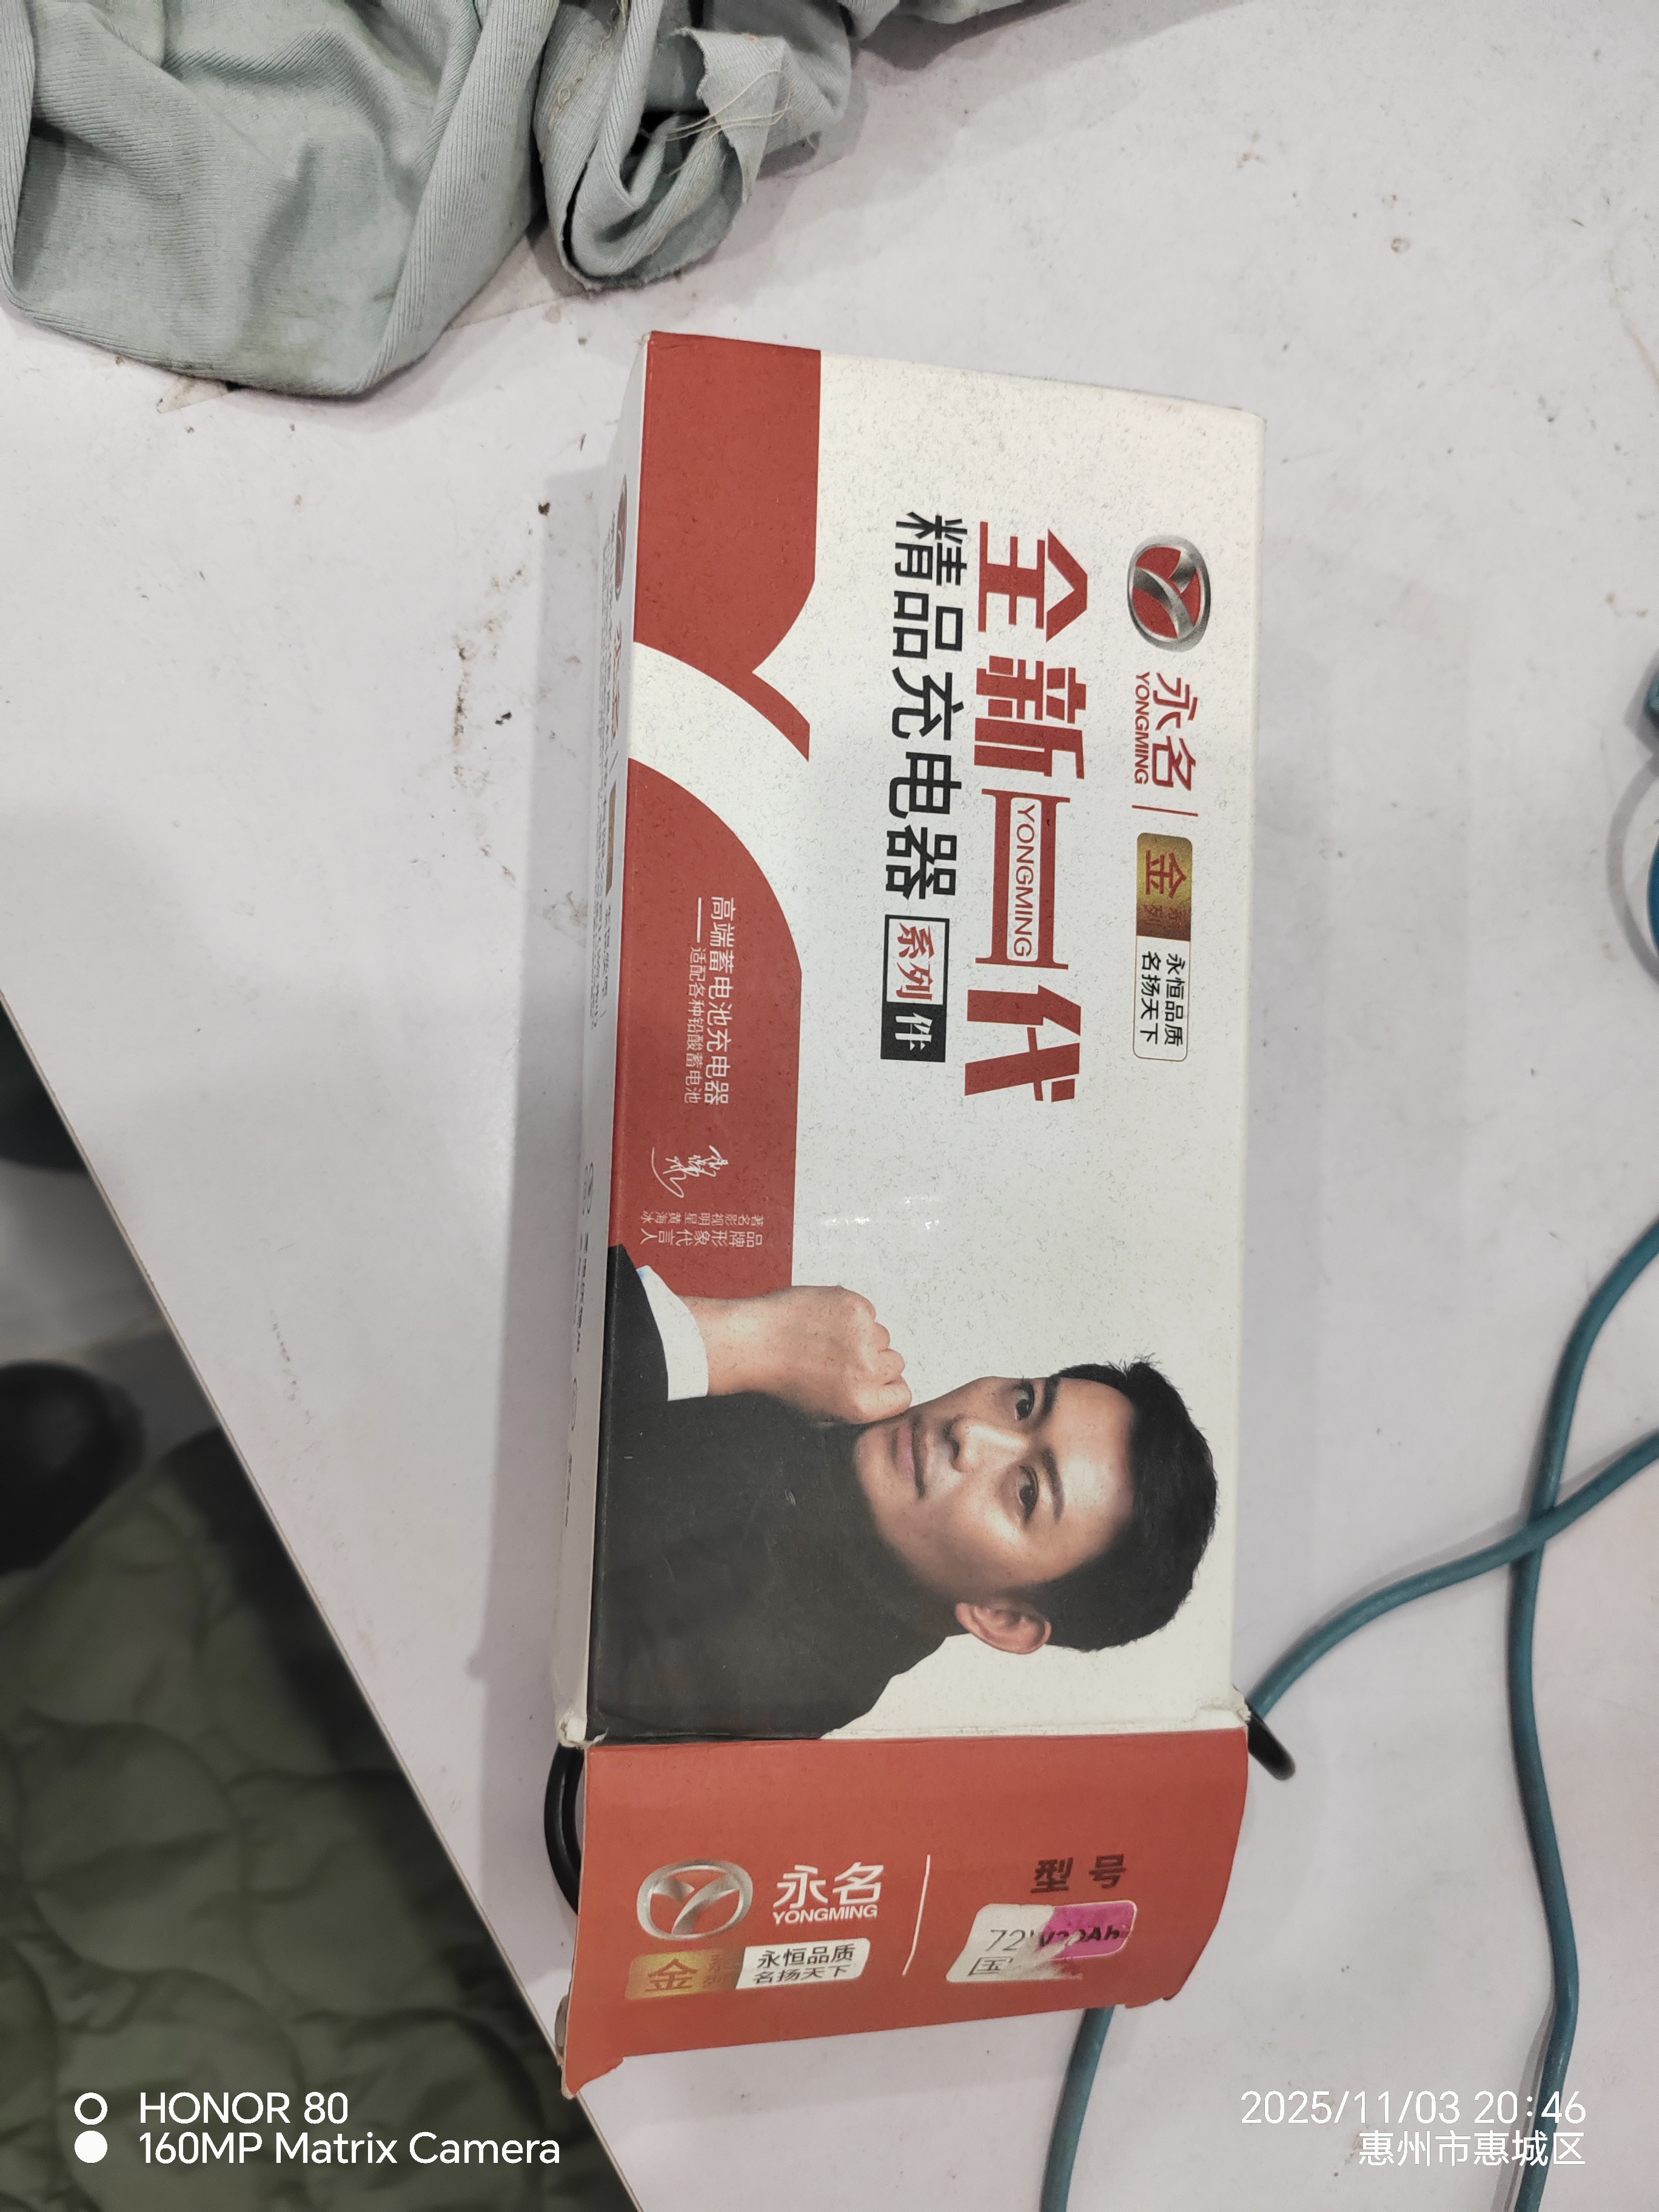 永名
YONGMING
金系列
永恒品质
名扬天下
全新一代
YONGMING
精品充电器系列件
高端蓄电池充电器
——适配各种铅酸蓄电池
品牌形象代言人
著名影视明星黄海冰
型号
永名
YONGMING
金系列
永恒品质
名扬天下
HONOR 80
160MP Matrix Camera
2025/11/03 20:46
惠州市惠城区